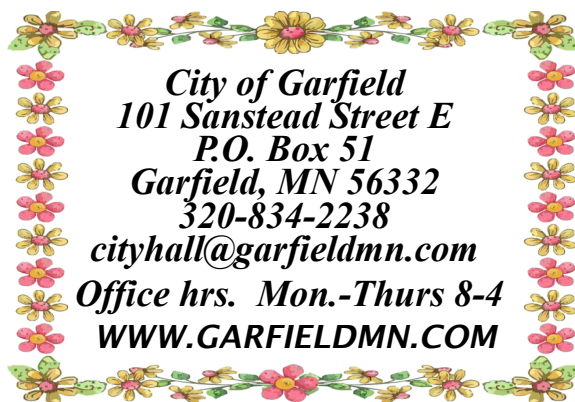 City of Garfield
101 Sanstead Street E
P.O. Box 51
Garfield, MN 56332
320-834-2238
cityhall@garfieldmn.com
Office hrs.  Mon.-Thurs 8-4
WWW.GARFIELDMN.COM